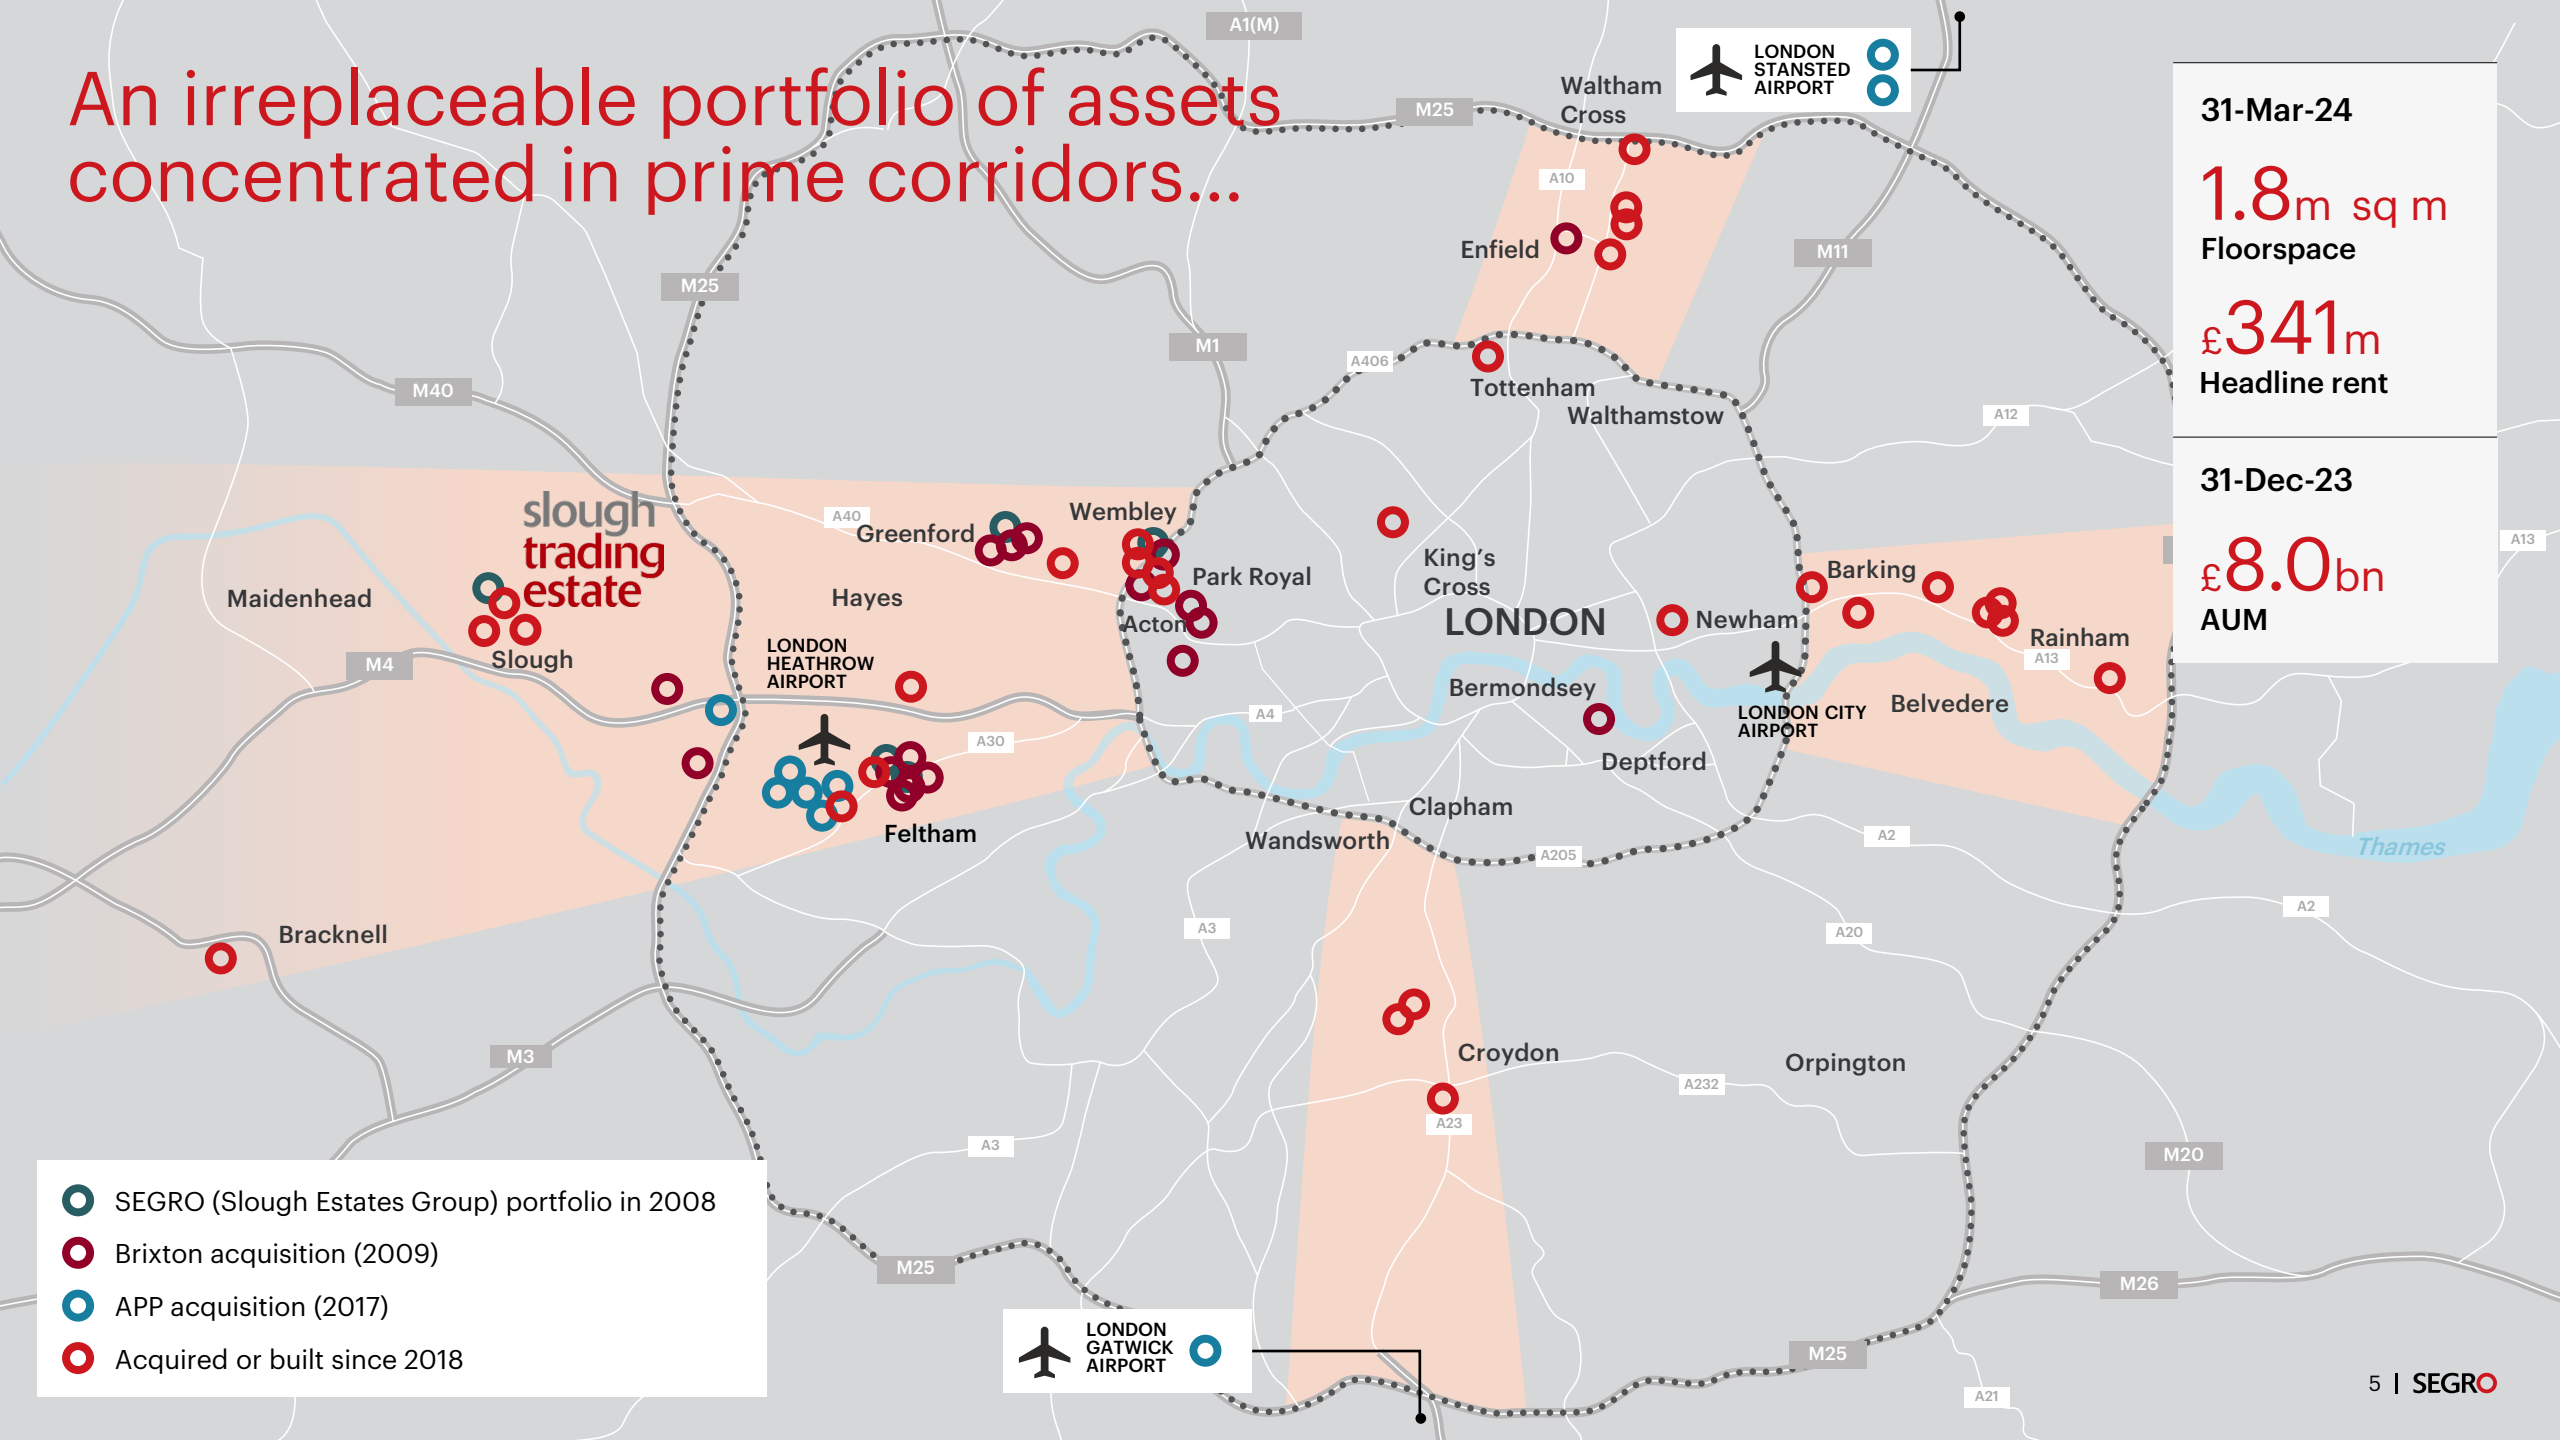 An irreplaceable portfolio of assets
concentrated in prime corridors...
A1(M)
M25
Waltham
Cross
LONDON
STANSTED
AIRPORT
A10
Enfield
M11
M25
M1
A406
M40
Tottenham
Walthamstow
A12
31-Mar-24
1.8m sq m
Floorspace
£341m
Headline rent
31-Dec-23
£8.0bn
AUM
slough
trading
estate
A40
Greenford
Wembley
Park Royal
King's
Cross
Barking
A13
Maidenhead
Hayes
Acton
LONDON
Newham
Rainham
A13
M4
Slough
LONDON
HEATHROW
AIRPORT
Bermondsey
Belvedere
A4
LONDON CITY
AIRPORT
A30
Deptford
Feltham
Clapham
Wandsworth
A205
A2
Thames
A2
Bracknell
A3
A20
M3
Croydon
Orpington
A232
A23
A3
M20
SEGRO (Slough Estates Group) portfolio in 2008
Brixton acquisition (2009)
APP acquisition (2017)
Acquired or built since 2018
M25
M26
LONDON
GATWICK
AIRPORT
M25
A21
5 | SEGRO